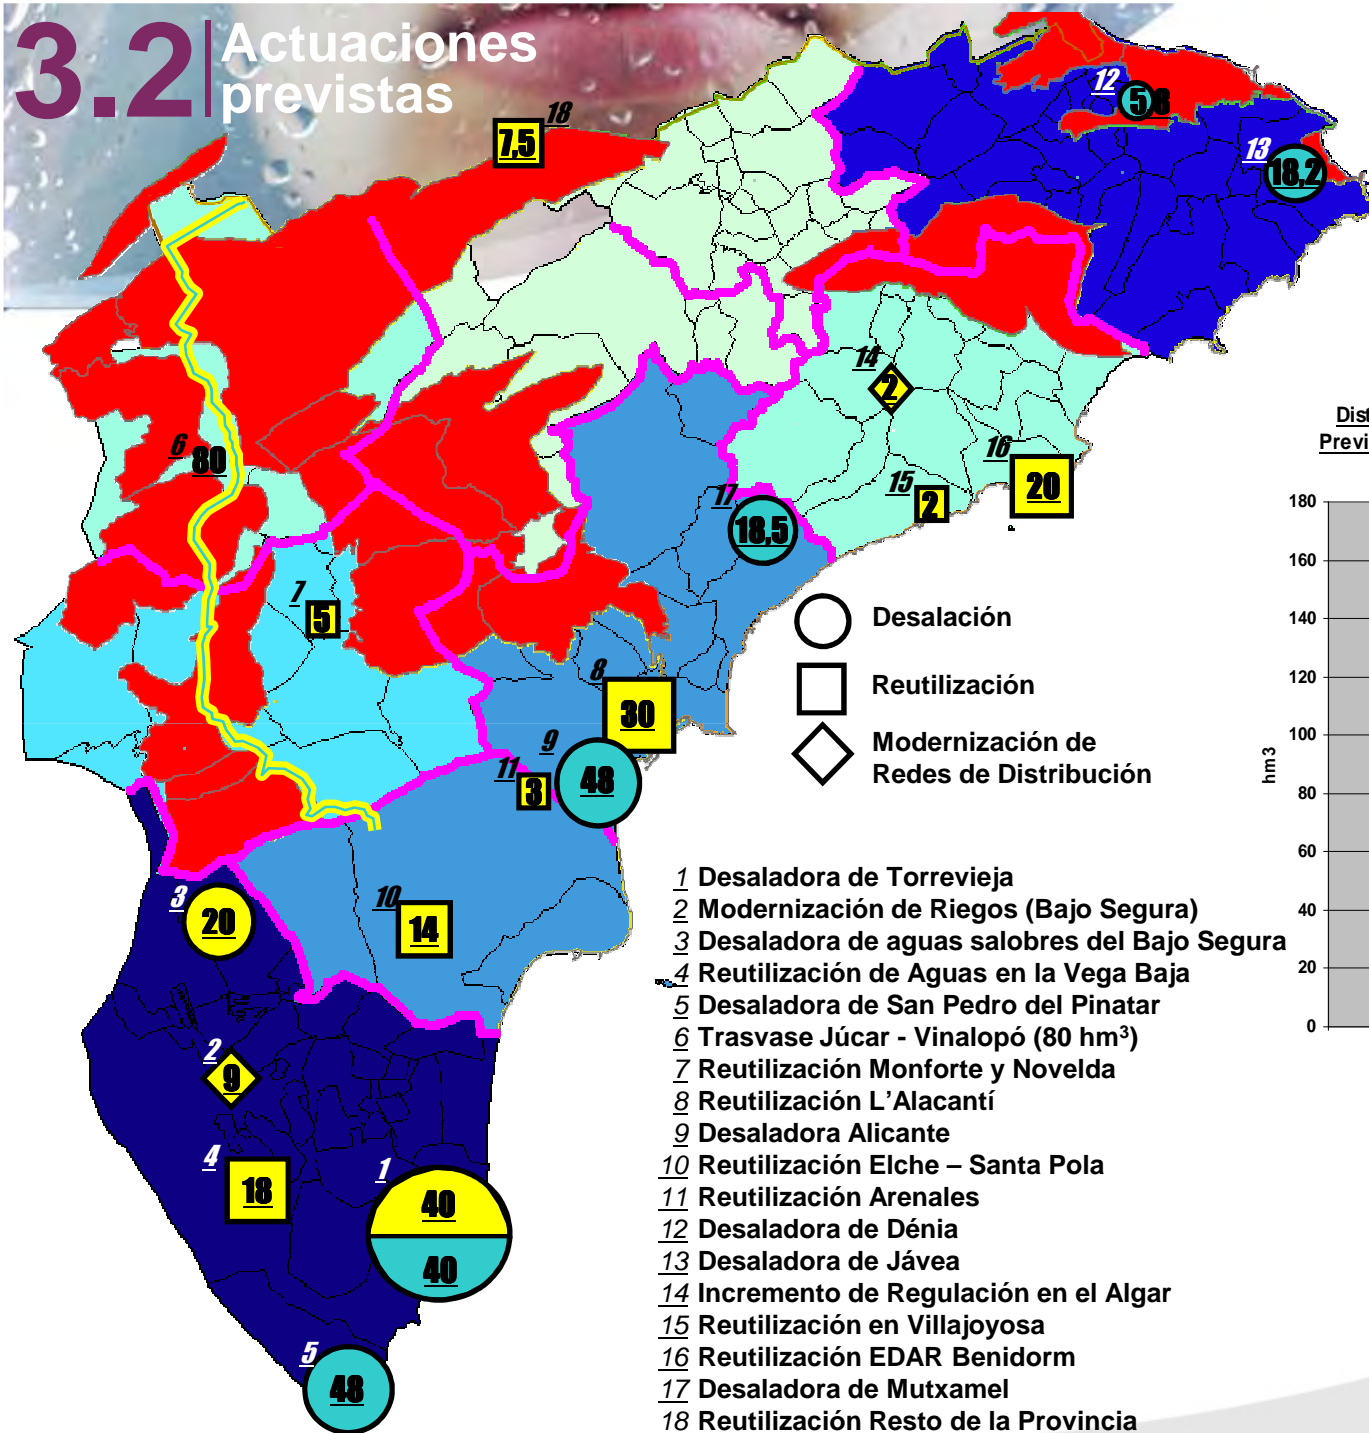 3.2 Actuaciones
previstas
18
7,5
12
5
8
13
18,2
14
2
6
80
16
20
15
2
17
18,5
7
5
Desalación
Reutilización
Modernización de
Redes de Distribución
8
30
9
48
11
3
10
14
3
20
2
9
4
18
1
40
40
5
48
1 Desaladora de Torrevieja
2 Modernización de Riegos (Bajo Segura)
3 Desaladora de aguas salobres del Bajo Segura
4 Reutilización de Aguas en la Vega Baja
5 Desaladora de San Pedro del Pinatar
6 Trasvase Júcar - Vinalopó (80 hm³)
7 Reutilización Monforte y Novelda
8 Reutilización L'Alacantí
9 Desaladora Alicante
10 Reutilización Elche – Santa Pola
11 Reutilización Arenales
12 Desaladora de Dénia
13 Desaladora de Jávea
14 Incremento de Regulación en el Algar
15 Reutilización en Villajoyosa
16 Reutilización EDAR Benidorm
17 Desaladora de Mutxamel
18 Reutilización Resto de la Provincia
Dist
Previ
180
160
140
120
100
80
60
40
20
0
hm3